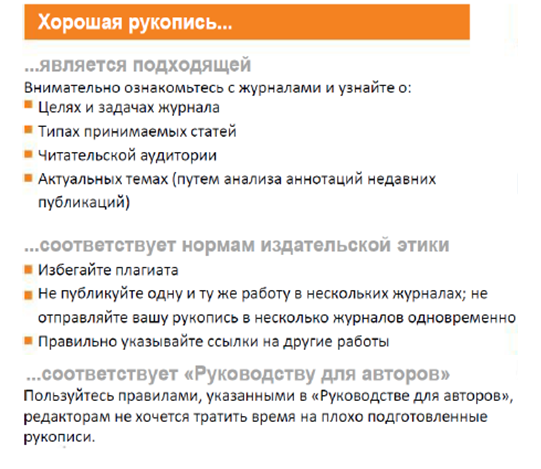 Хорошая рукопись...
...является подходящей
Внимательно ознакомьтесь с журналами и узнайте о:
Целях и задачах журнала
Типах принимаемых статей
Читательской аудитории
Актуальных темах (путем анализа аннотаций недавних
публикаций)
...соответствует нормам издательской этики
Избегайте плагиата
Не публикуйте одну и ту же работу в нескольких журналах; не
отправляйте вашу рукопись в несколько журналов одновременно
Правильно указывайте ссылки на другие работы
...соответствует «Руководству для авторов»
Пользуйтесь правилами, указанными в «Руководстве для авторов»,
редакторам не хочется тратить время на плохо подготовленные
рукописи.